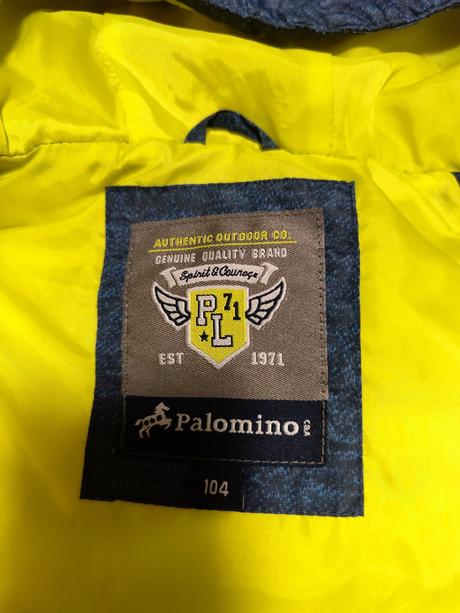 AUTHENTIC OUTDOOR CO.
GENUINE QUALITY BRAND
Spirit & Courage
PL 71
EST 1971
Palomino C&A
104